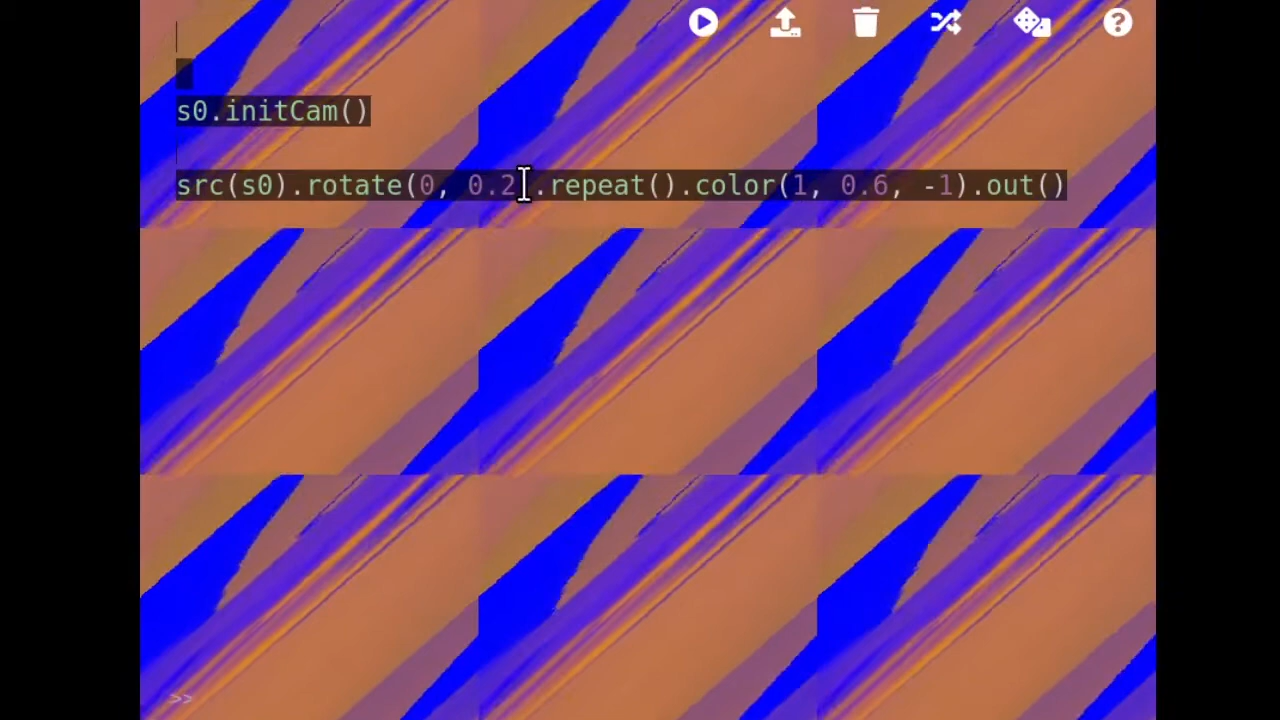 s0.initCam()
src(s0).rotate(0, 0.2).repeat().color(1, 0.6, -1).out()
>>